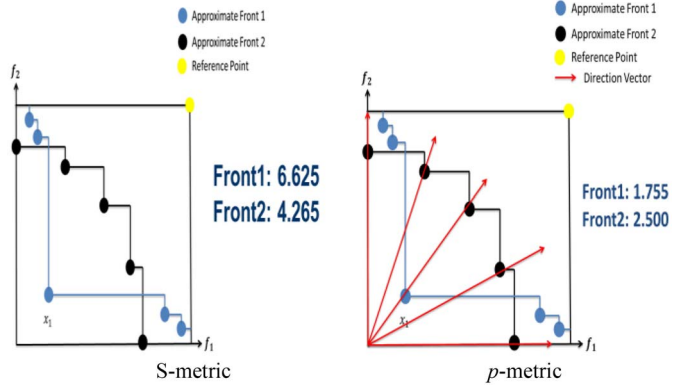 Approximate Front 1
Approximate Front 2
Reference Point
f₂
Front1: 6.625
Front2: 4.265
x₁
f₁
S-metric
Approximate Front 1
Approximate Front 2
Reference Point
Direction Vector
f₂
Front1: 1.755
Front2: 2.500
x₁
f₁
p-metric